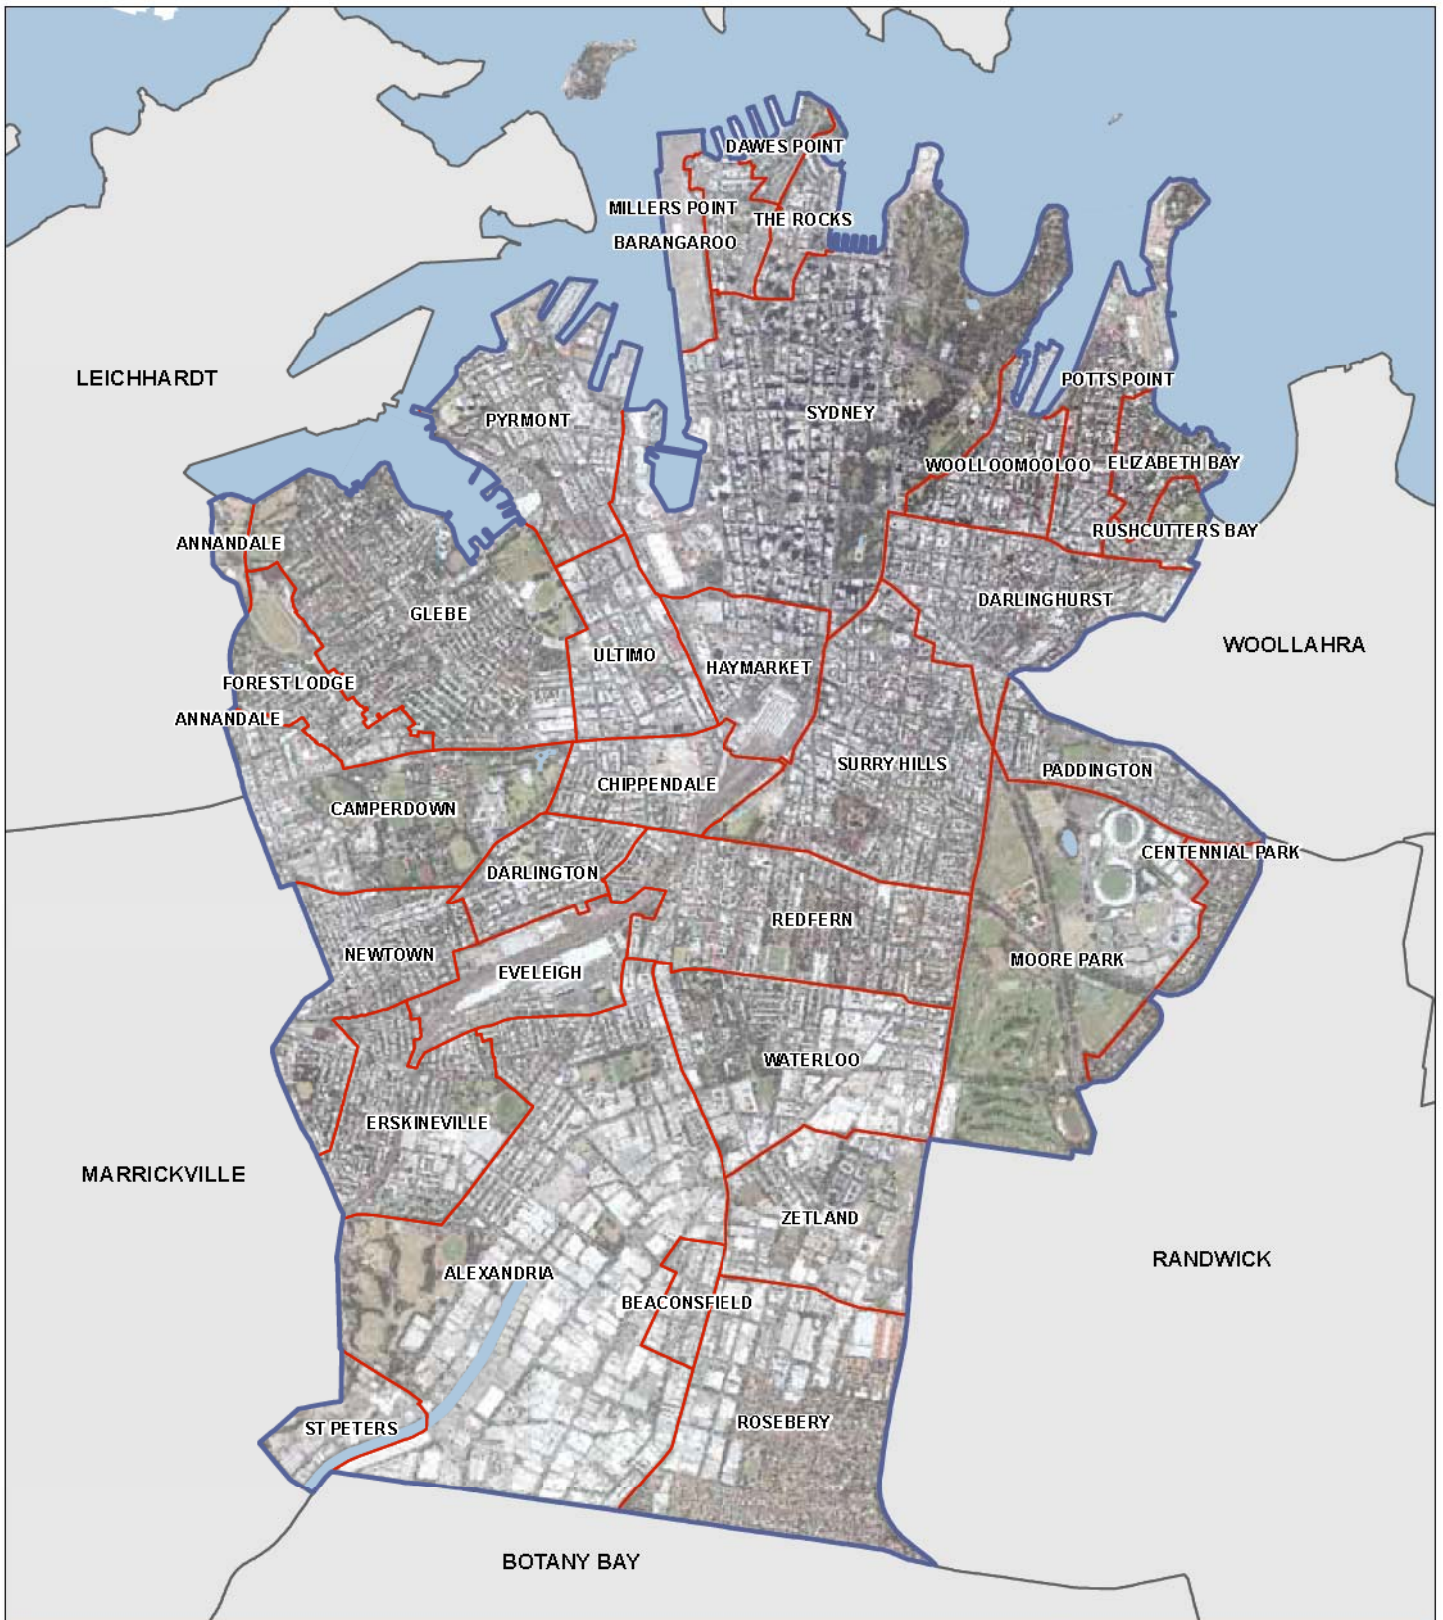 DAWES POINT
MILLERS POINT
THE ROCKS
BARANGAROO
LEICHHARDT
POTTS POINT
PYRMONT
SYDNEY
WOOLLOOMOOLOO
ELIZABETH BAY
RUSHCUTTERS BAY
ANNANDALE
DARLINGHURST
GLEBE
WOOLLAHRA
ULTIMO
HAYMARKET
FOREST LODGE
ANNANDALE
SURRY HILLS
PADDINGTON
CHIPPENDALE
CAMPERDOWN
CENTENNIAL PARK
DARLINGTON
REDFERN
NEWTOWN
MOORE PARK
EVELEIGH
WATERLOO
ERSKINEVILLE
MARRICKVILLE
ZETLAND
RANDWICK
ALEXANDRIA
BEACONSFIELD
ROSEBERY
ST PETERS
BOTANY BAY